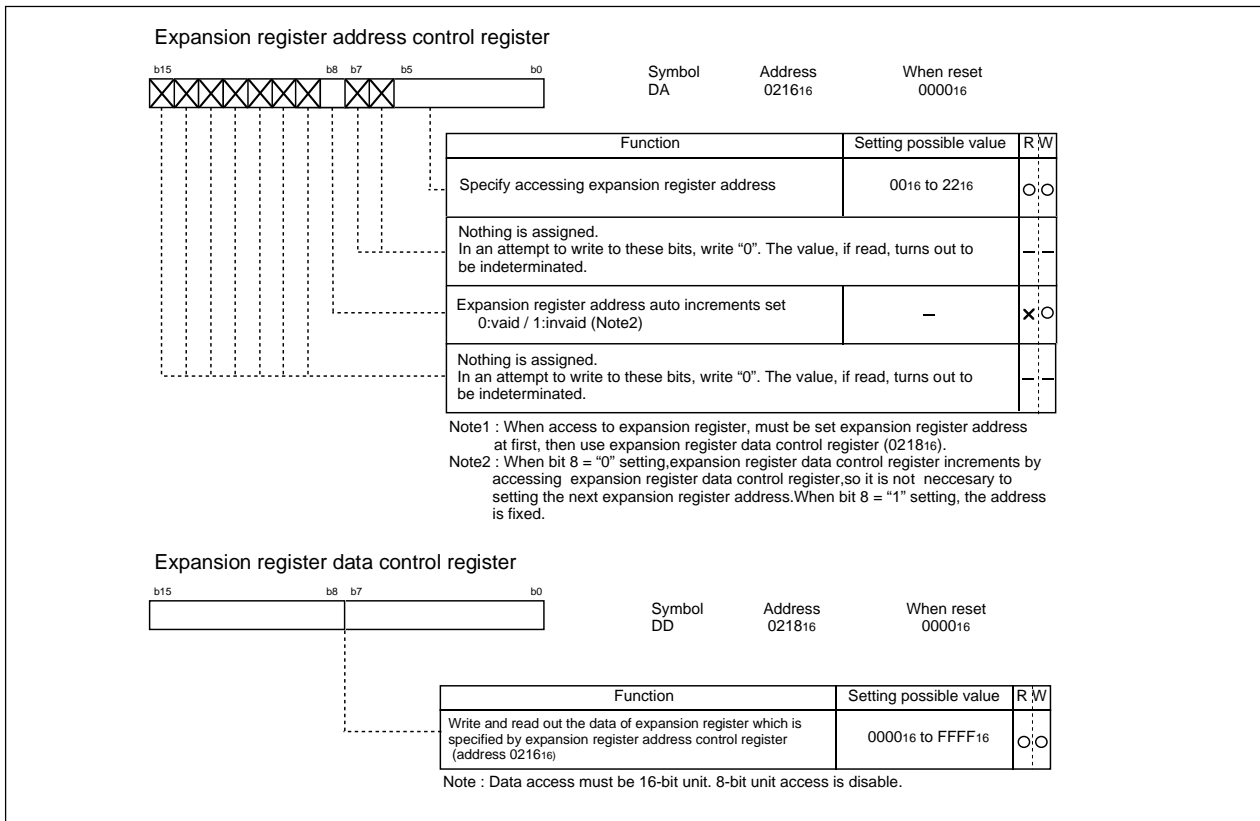 Expansion register address control register
b15 b8 b7 b5 b0
Symbol Address When reset
DA 021616 000016
Function Setting possible value R W
Specify accessing expansion register address 0016 to 2216
Nothing is assigned.
In an attempt to write to these bits, write “0”. The value, if read, turns out to
be indeterminated.
Expansion register address auto increments set
0:vaid / 1:invaid (Note2)
Nothing is assigned.
In an attempt to write to these bits, write “0”. The value, if read, turns out to
be indeterminated.
Note1 : When access to expansion register, must be set expansion register address
at first, then use expansion register data control register (021816).
Note2 : When bit 8 = “0” setting,expansion register data control register increments by
accessing expansion register data control register,so it is not neccesary to
setting the next expansion register address.When bit 8 = “1” setting, the address
is fixed.
Expansion register data control register
b15 b8 b7 b0
Symbol Address When reset
DD 021816 000016
Function Setting possible value R W
Write and read out the data of expansion register which is
specified by expansion register address control register
(address 021616)
000016 to FFFF16
Note : Data access must be 16-bit unit. 8-bit unit access is disable.